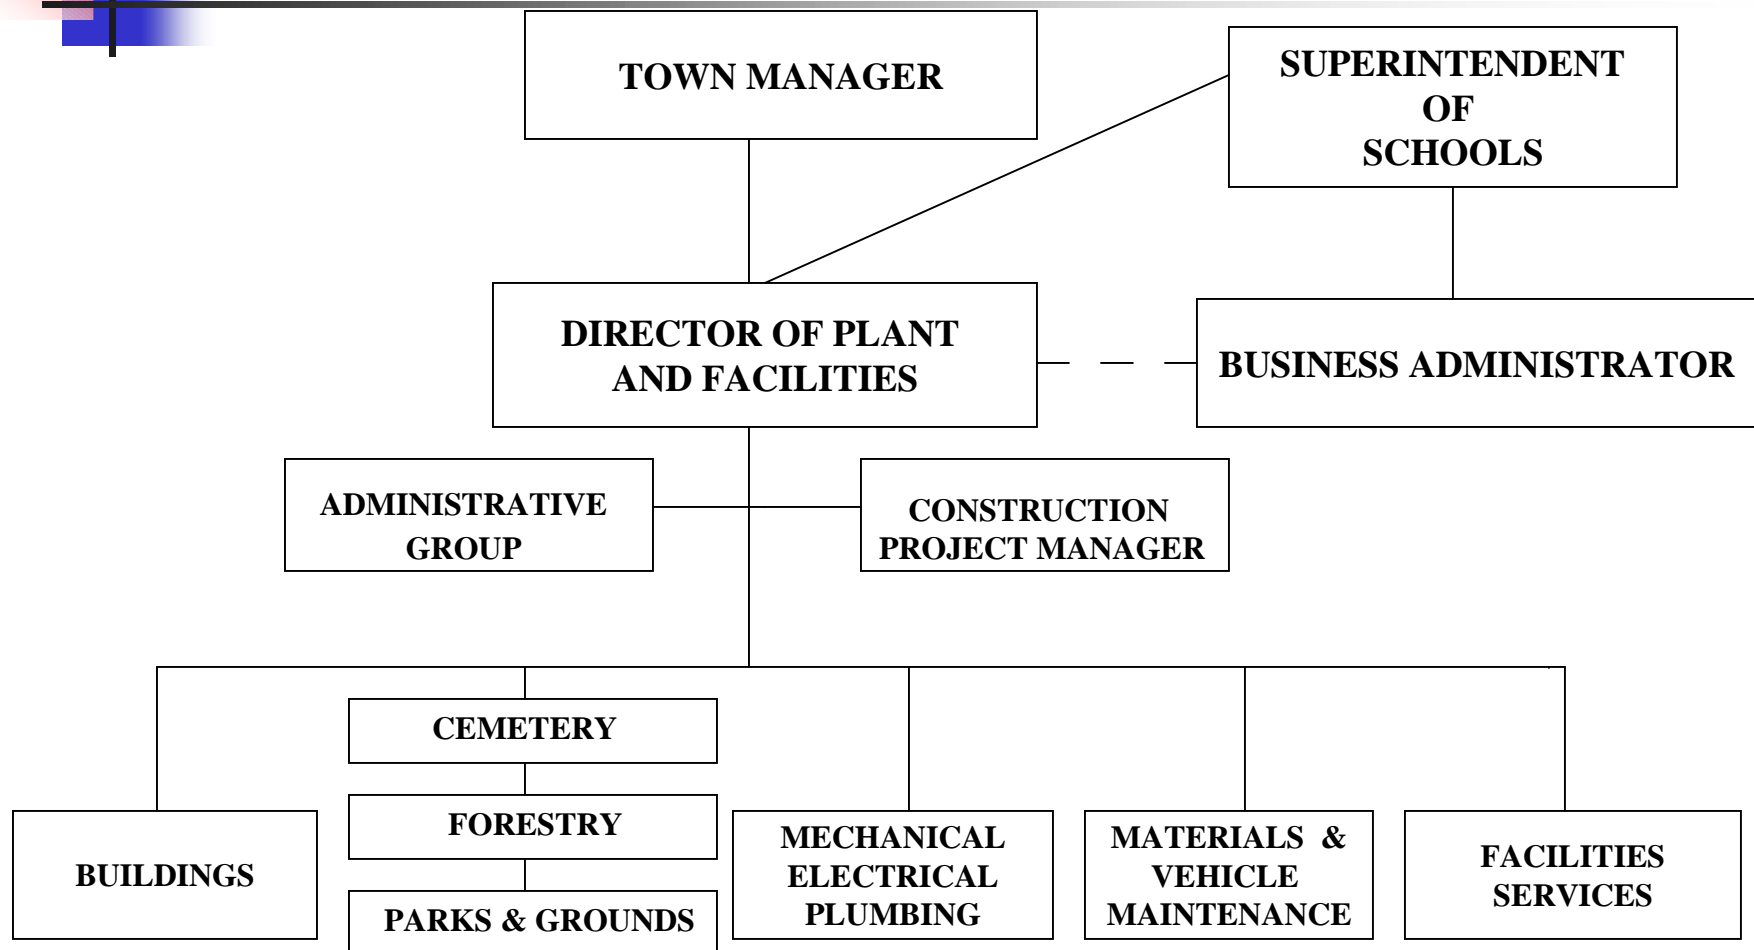 TOWN MANAGER
SUPERINTENDENT
OF
SCHOOLS
DIRECTOR OF PLANT
AND FACILITIES
BUSINESS ADMINISTRATOR
ADMINISTRATIVE
GROUP
CONSTRUCTION
PROJECT MANAGER
BUILDINGS
CEMETERY
FORESTRY
PARKS & GROUNDS
MECHANICAL
ELECTRICAL
PLUMBING
MATERIALS &
VEHICLE
MAINTENANCE
FACILITIES
SERVICES